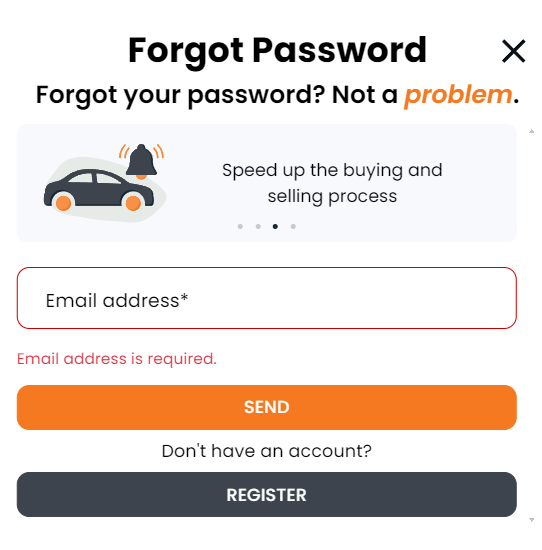 Forgot Password
Forgot your password? Not a problem.
Speed up the buying and
selling process
Email address*
Email address is required.
SEND
Don't have an account?
REGISTER